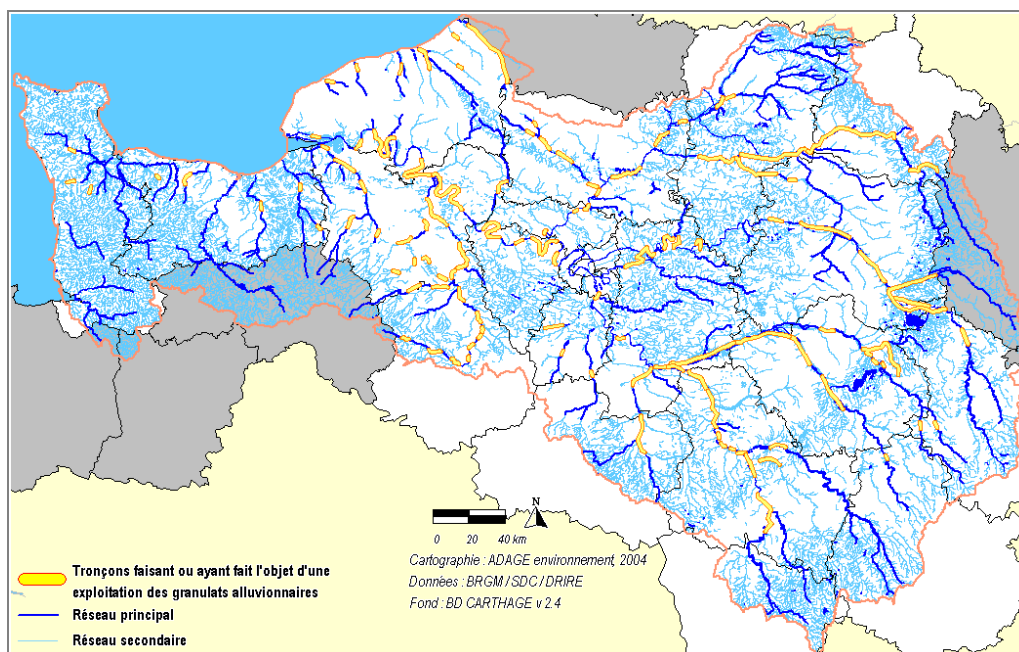 N
0 20 40 km
Cartographie : ADAGE environnement, 2004
Données : BRGM / SDC / DRIRE
Fond : BD CARTHAGE v 2.4
Tronçons faisant ou ayant fait l'objet d'une
exploitation des granulats alluvionnaires
Réseau principal
Réseau secondaire